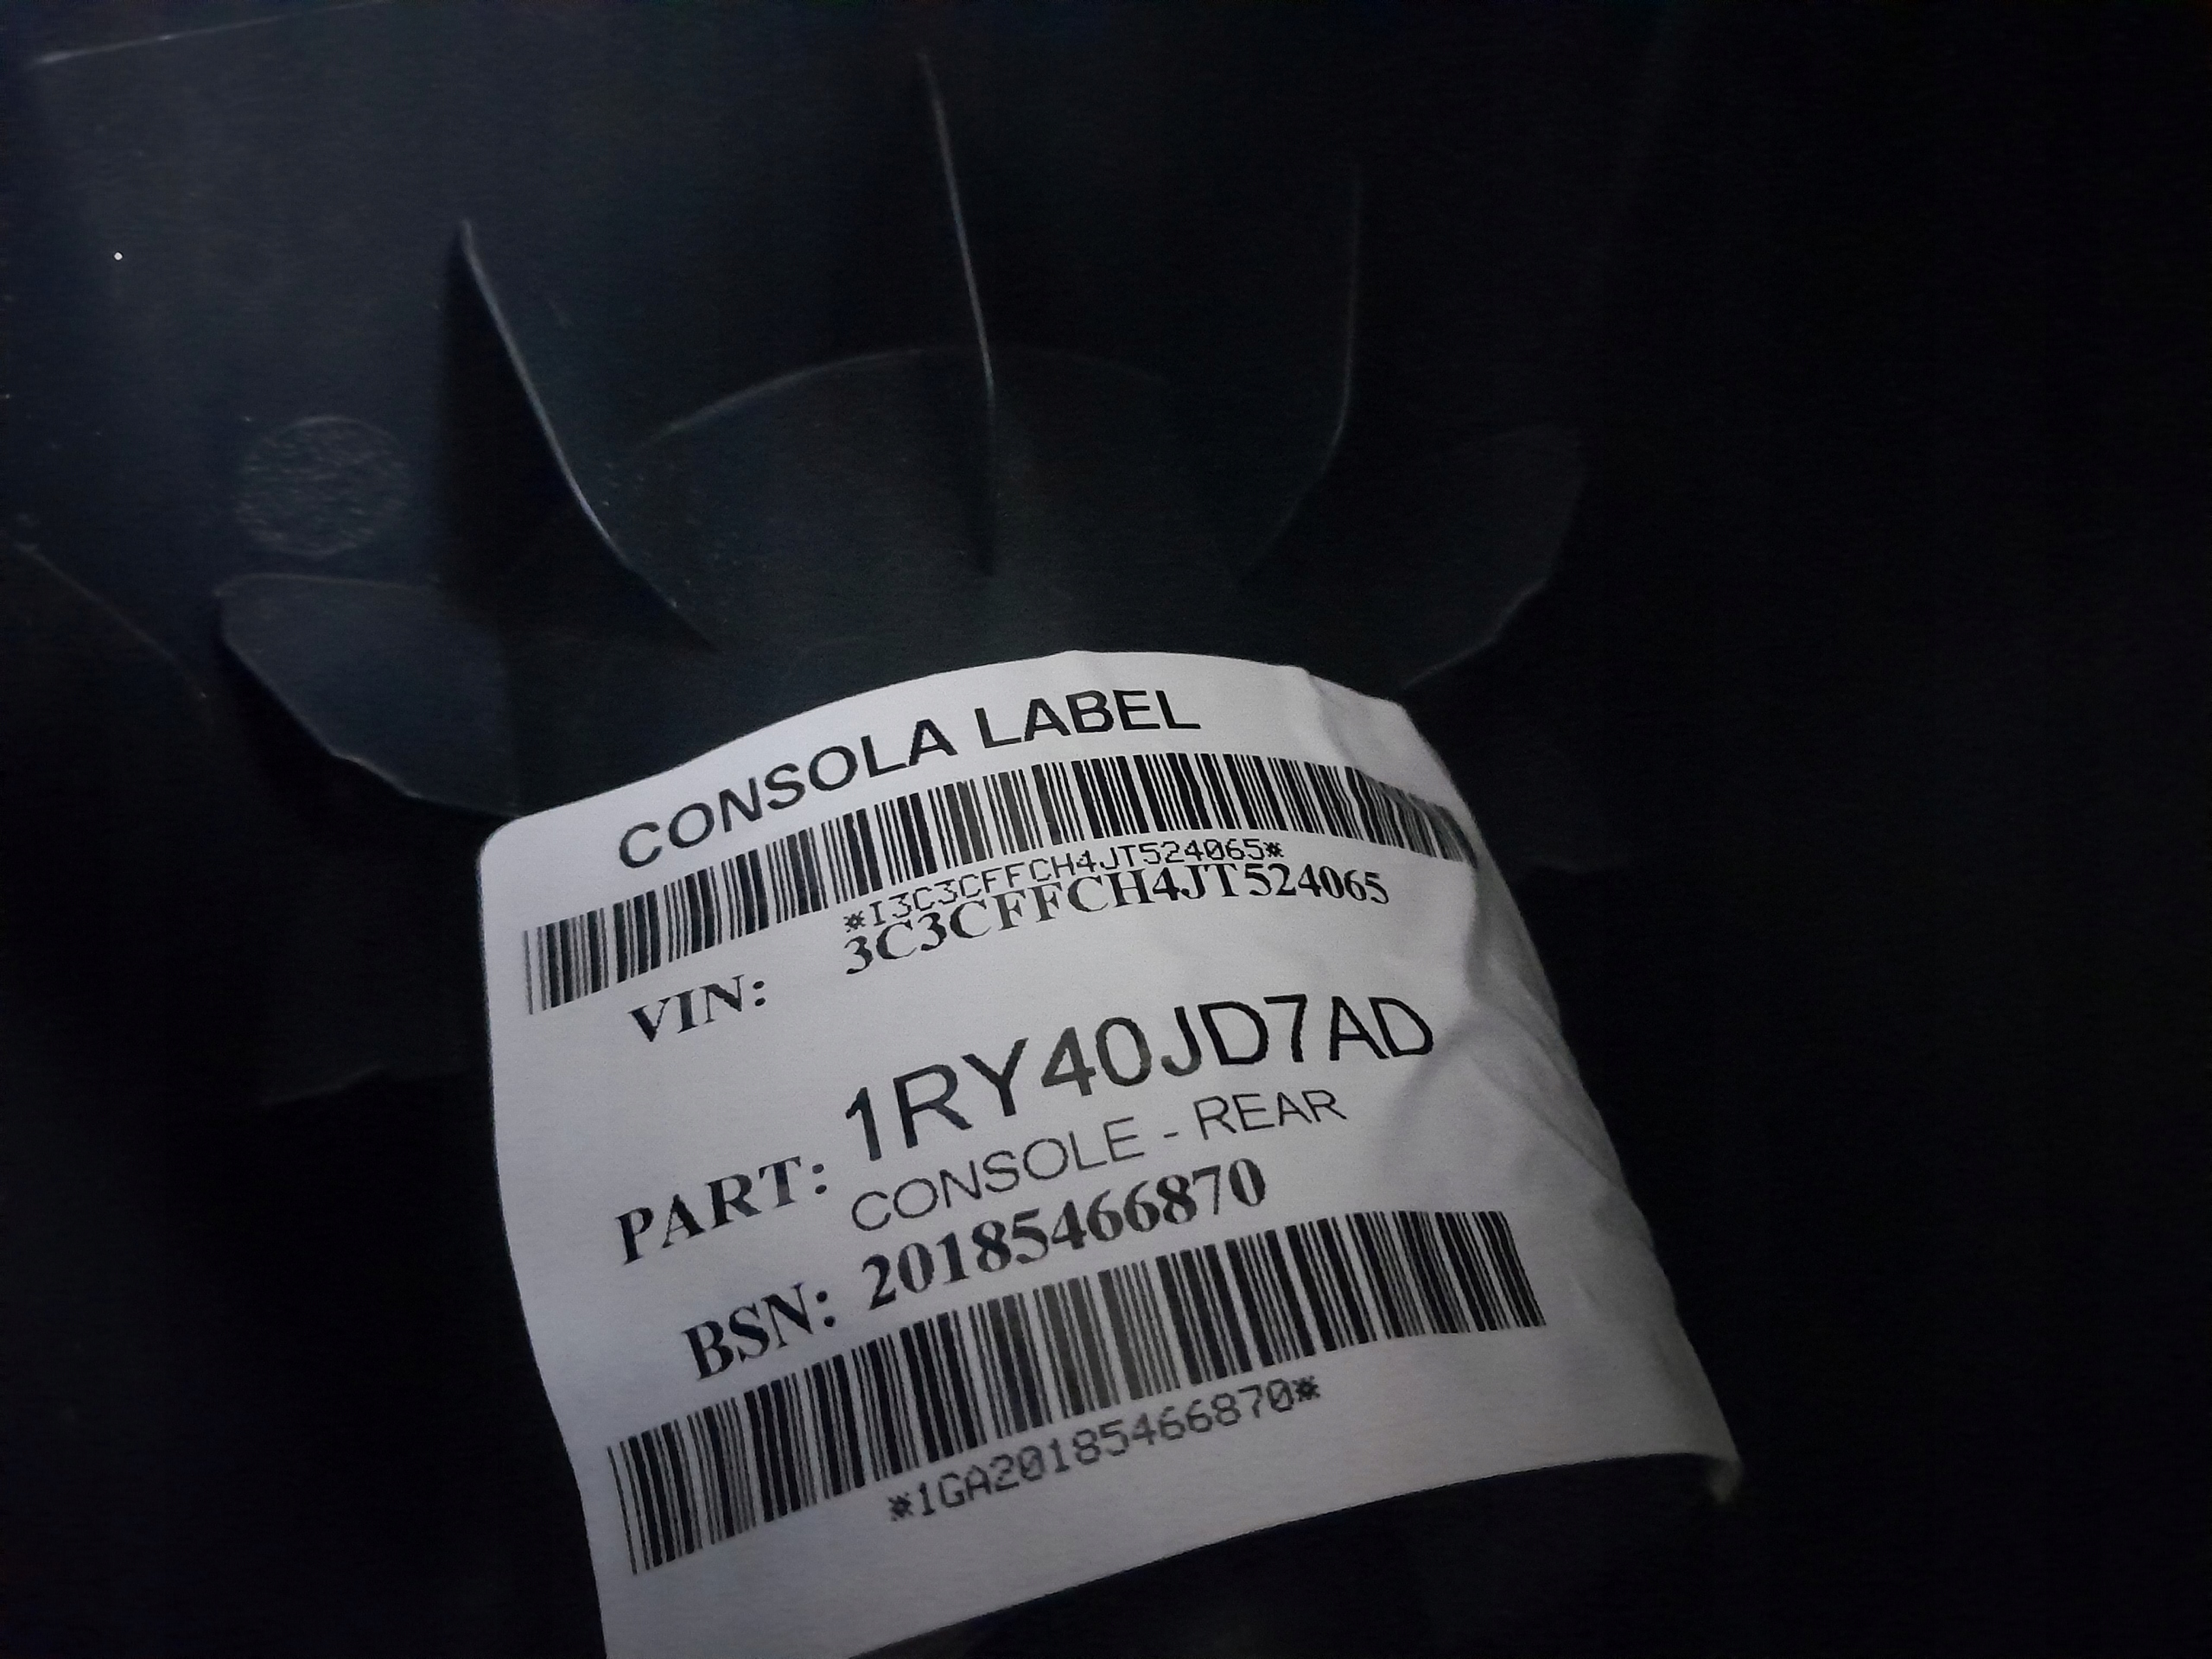 CONSOLA LABEL
*I3C3CFFCH4JT524065*
VIN: 3C3CFFCH4JT524065
PART: 1RY40JD7AD
CONSOLE - REAR
BSN: 20185466870
*1GA20185466870*